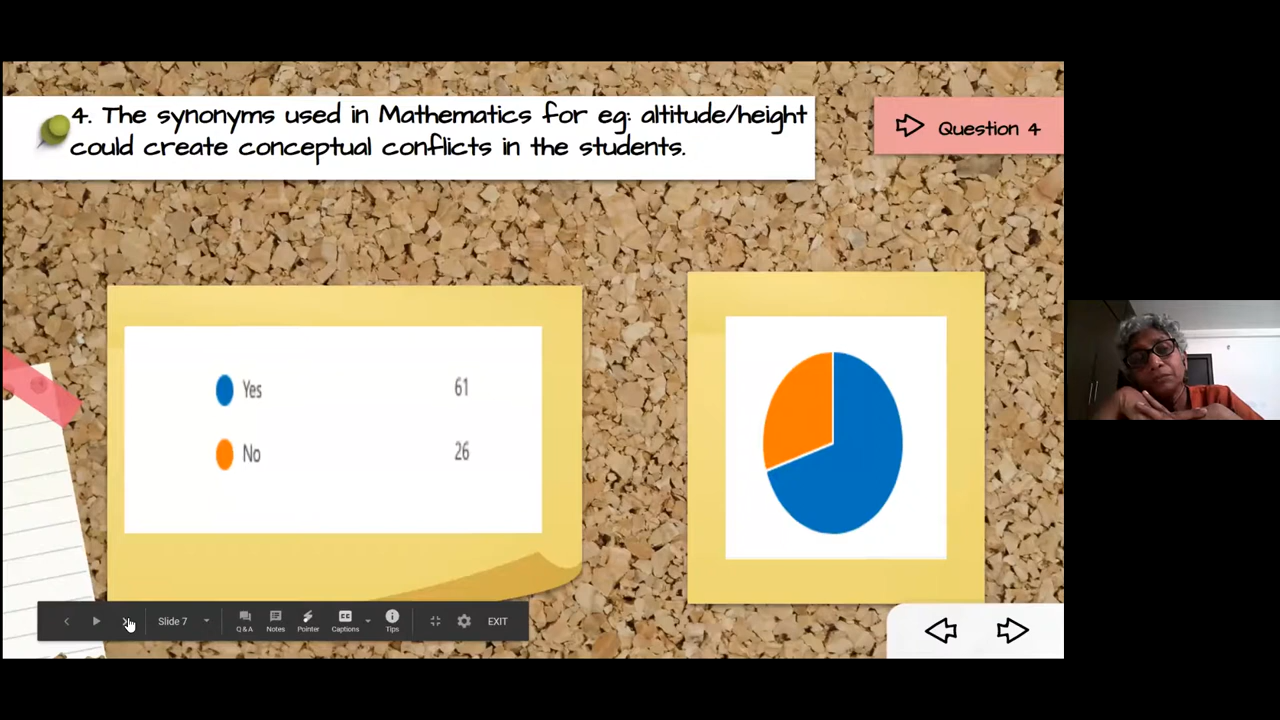 4. The synonyms used in Mathematics for eg: altitude/height
could create conceptual conflicts in the students.
Question 4
Yes 61
No 26
Slide 7
Q&A Notes Pointer Captions Tips
EXIT